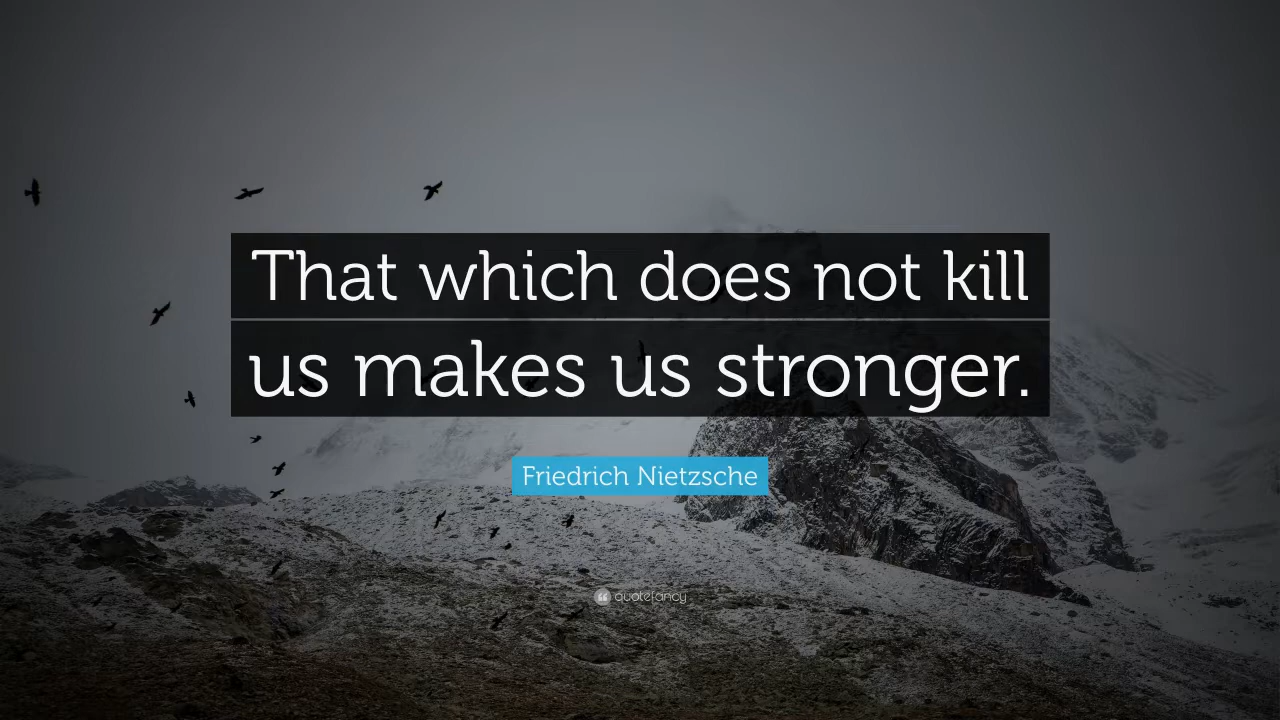 That which does not kill
us makes us stronger.
Friedrich Nietzsche
quotefancy